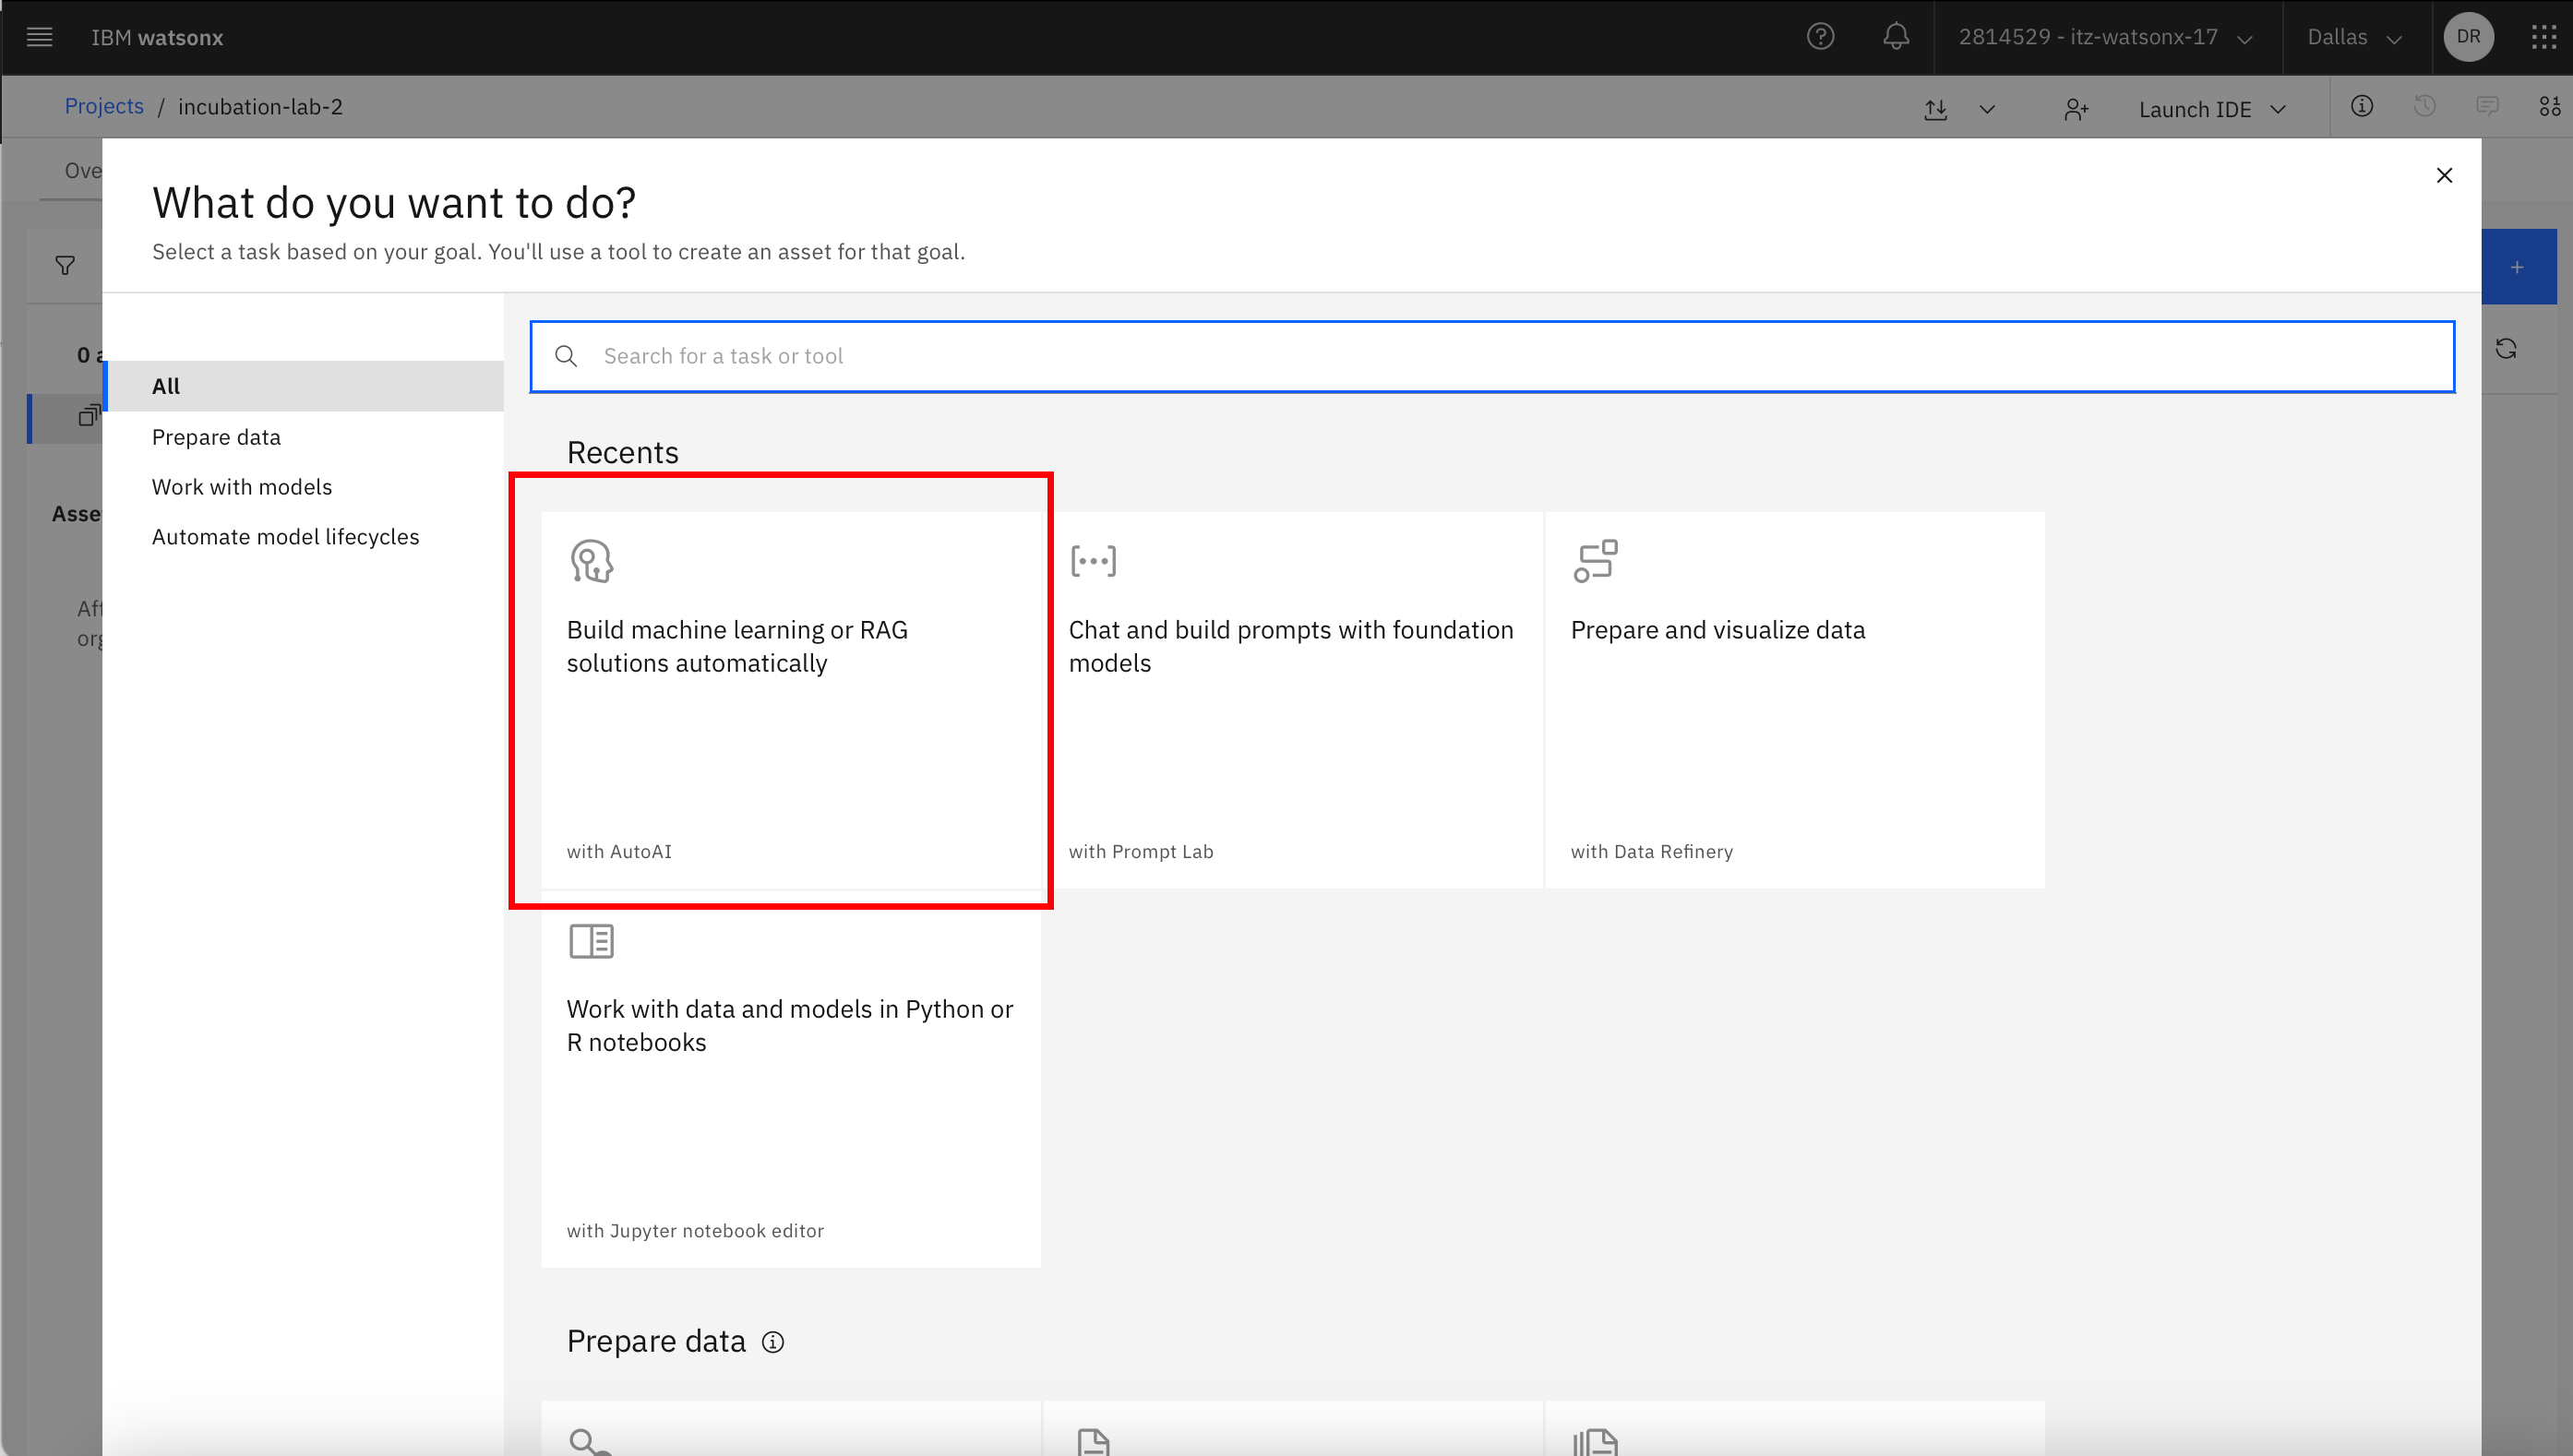 IBM watsonx
2814529 - itz-watsonx-17
Dallas
DR
Projects / incubation-lab-2
Launch IDE
Ove
What do you want to do?
Select a task based on your goal. You'll use a tool to create an asset for that goal.
0 a
All
Prepare data
Work with models
Automate model lifecycles
Asse
Aft
org
Search for a task or tool
Recents
Build machine learning or RAG
solutions automatically
with AutoAI
Chat and build prompts with foundation
models
with Prompt Lab
Prepare and visualize data
with Data Refinery
Work with data and models in Python or
R notebooks
with Jupyter notebook editor
Prepare data